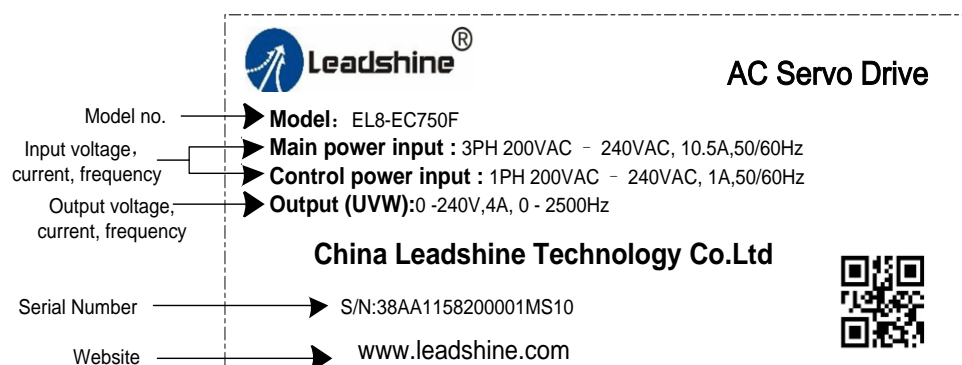 Leadshine®
AC Servo Drive
Model no.
Model：EL8-EC750F
Input voltage，
current, frequency
Main power input : 3PH 200VAC - 240VAC, 10.5A,50/60Hz
Control power input : 1PH 200VAC - 240VAC, 1A,50/60Hz
Output voltage,
current, frequency
Output (UVW):0 -240V,4A, 0 - 2500Hz
China Leadshine Technology Co.Ltd
Serial Number
S/N:38AA1158200001MS10
Website
www.leadshine.com